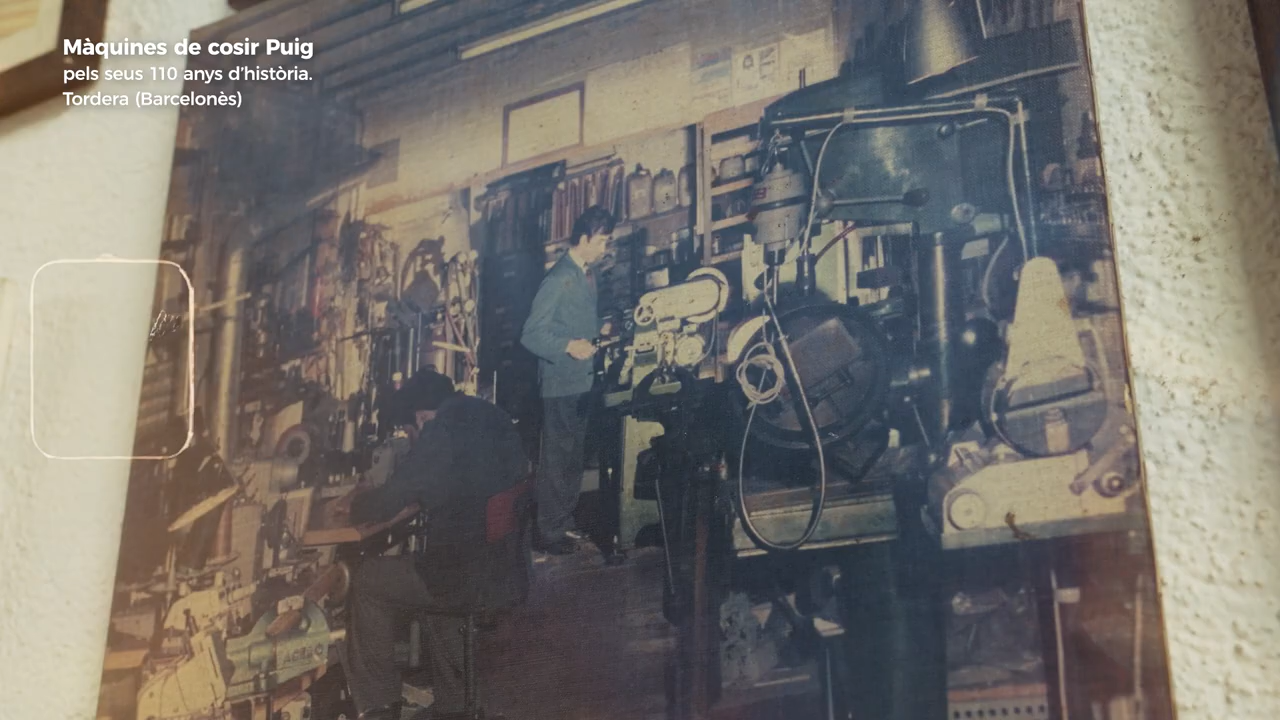 Màquines de cosir Puig
pels seus 110 anys d’història.
Tordera (Barcelonès)